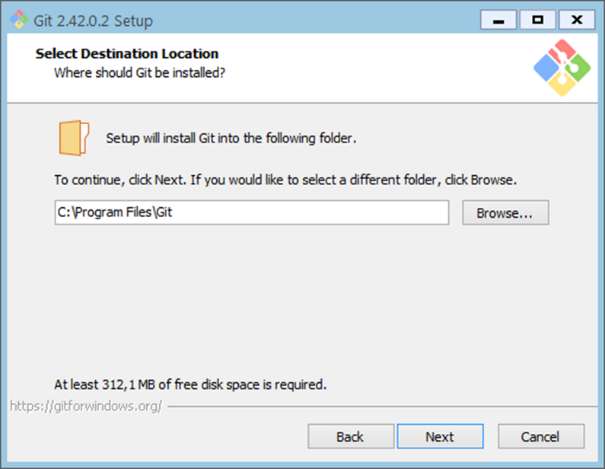 Git 2.42.0.2 Setup
Select Destination Location
Where should Git be installed?
Setup will install Git into the following folder.
To continue, click Next. If you would like to select a different folder, click Browse.
C:\Program Files\Git
Browse...
At least 312,1 MB of free disk space is required.
https://gitforwindows.org/
Back
Next
Cancel